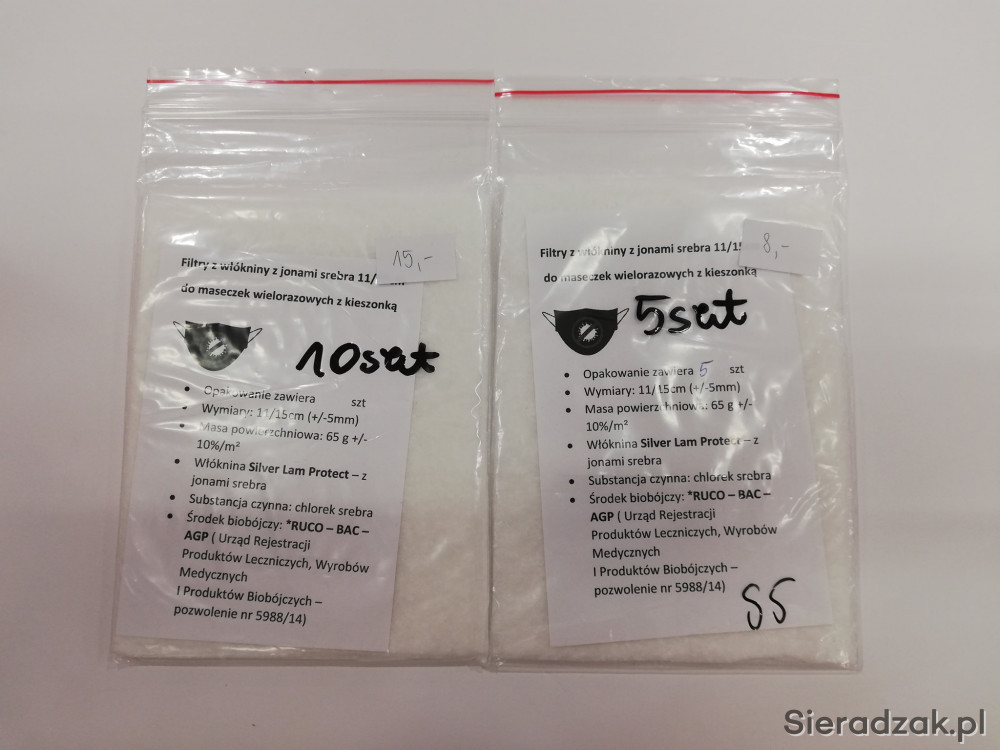 15,-
Filtry z włókniny z jonami srebra 11/
do maseczek wielorazowych z kieszonką
10szt
• Opakowanie zawiera szt
• Wymiary: 11/15cm (+/-5mm)
• Masa powierzchniowa: 65 g +/-
10%/m²
• Włóknina Silver Lam Protect – z
jonami srebra
• Substancja czynna: chlorek srebra
• Środek biobójczy: *RUCO – BAC –
AGP ( Urząd Rejestracji
Produktów Leczniczych, Wyrobów
Medycznych
I Produktów Biobójczych –
pozwolenie nr 5988/14)
8,-
Filtry z włókniny z jonami srebra 11/15
do maseczek wielorazowych z kieszonką
5szt
• Opakowanie zawiera 5 szt
• Wymiary: 11/15cm (+/-5mm)
• Masa powierzchniowa: 65 g +/-
10%/m²
• Włóknina Silver Lam Protect – z
jonami srebra
• Substancja czynna: chlorek srebra
• Środek biobójczy: *RUCO – BAC –
AGP ( Urząd Rejestracji
Produktów Leczniczych, Wyrobów
Medycznych
I Produktów Biobójczych –
pozwolenie nr 5988/14)
S5
Sieradzak.pl